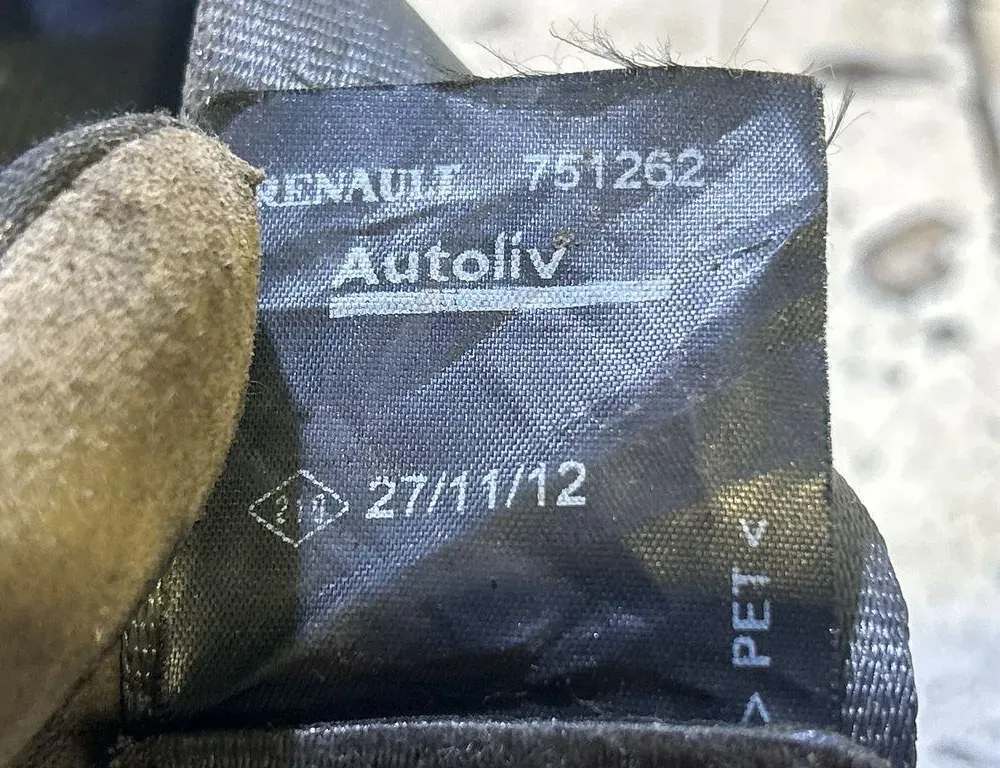 RENAULT 751262
Autoliv
27/11/12
> PET <